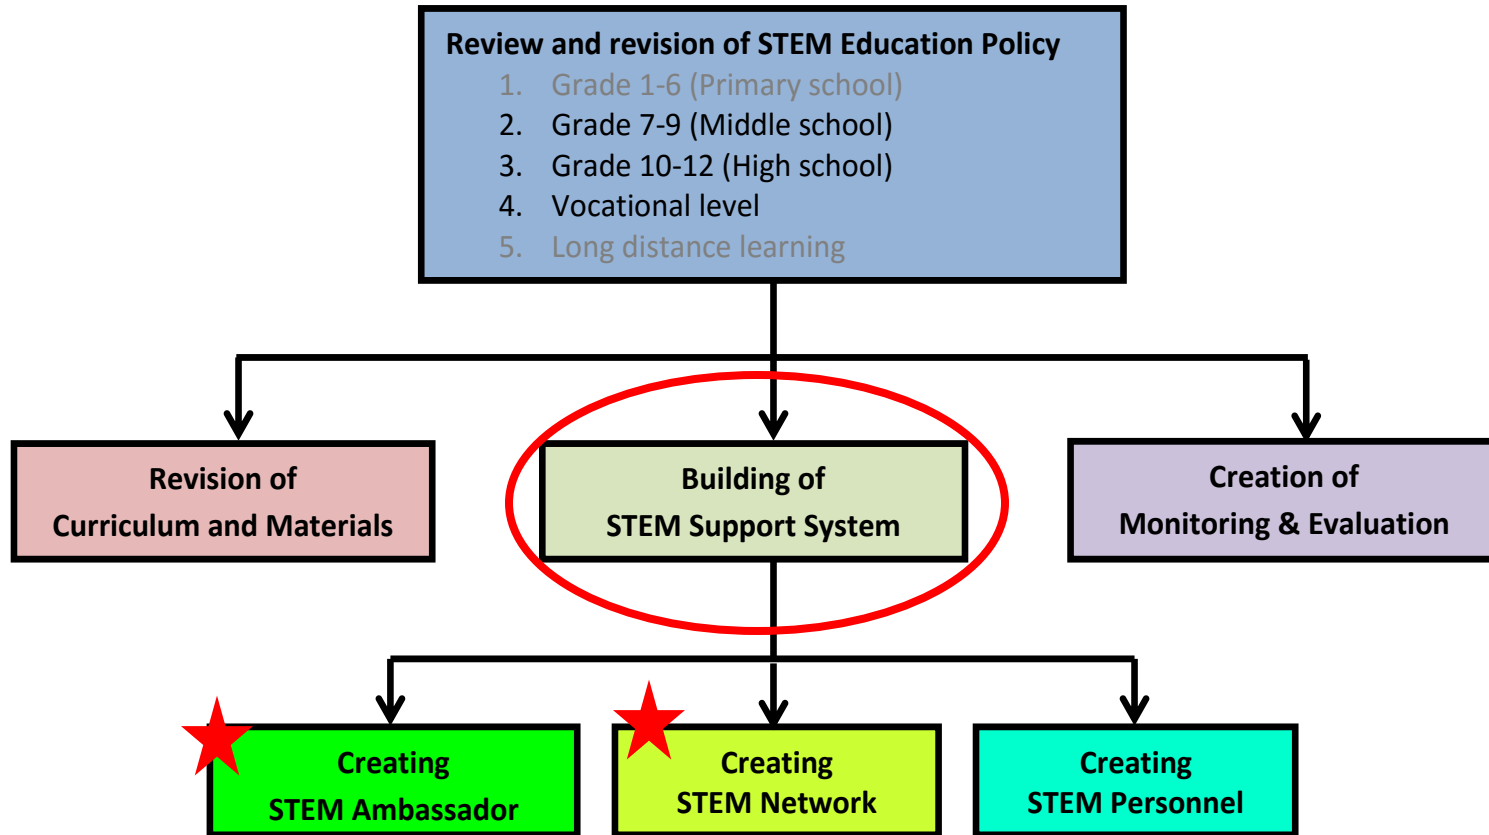 Review and revision of STEM Education Policy
1. Grade 1-6 (Primary school)
2. Grade 7-9 (Middle school)
3. Grade 10-12 (High school)
4. Vocational level
5. Long distance learning
Revision of
Curriculum and Materials
Building of
STEM Support System
Creation of
Monitoring & Evaluation
Creating
STEM Ambassador
Creating
STEM Network
Creating
STEM Personnel